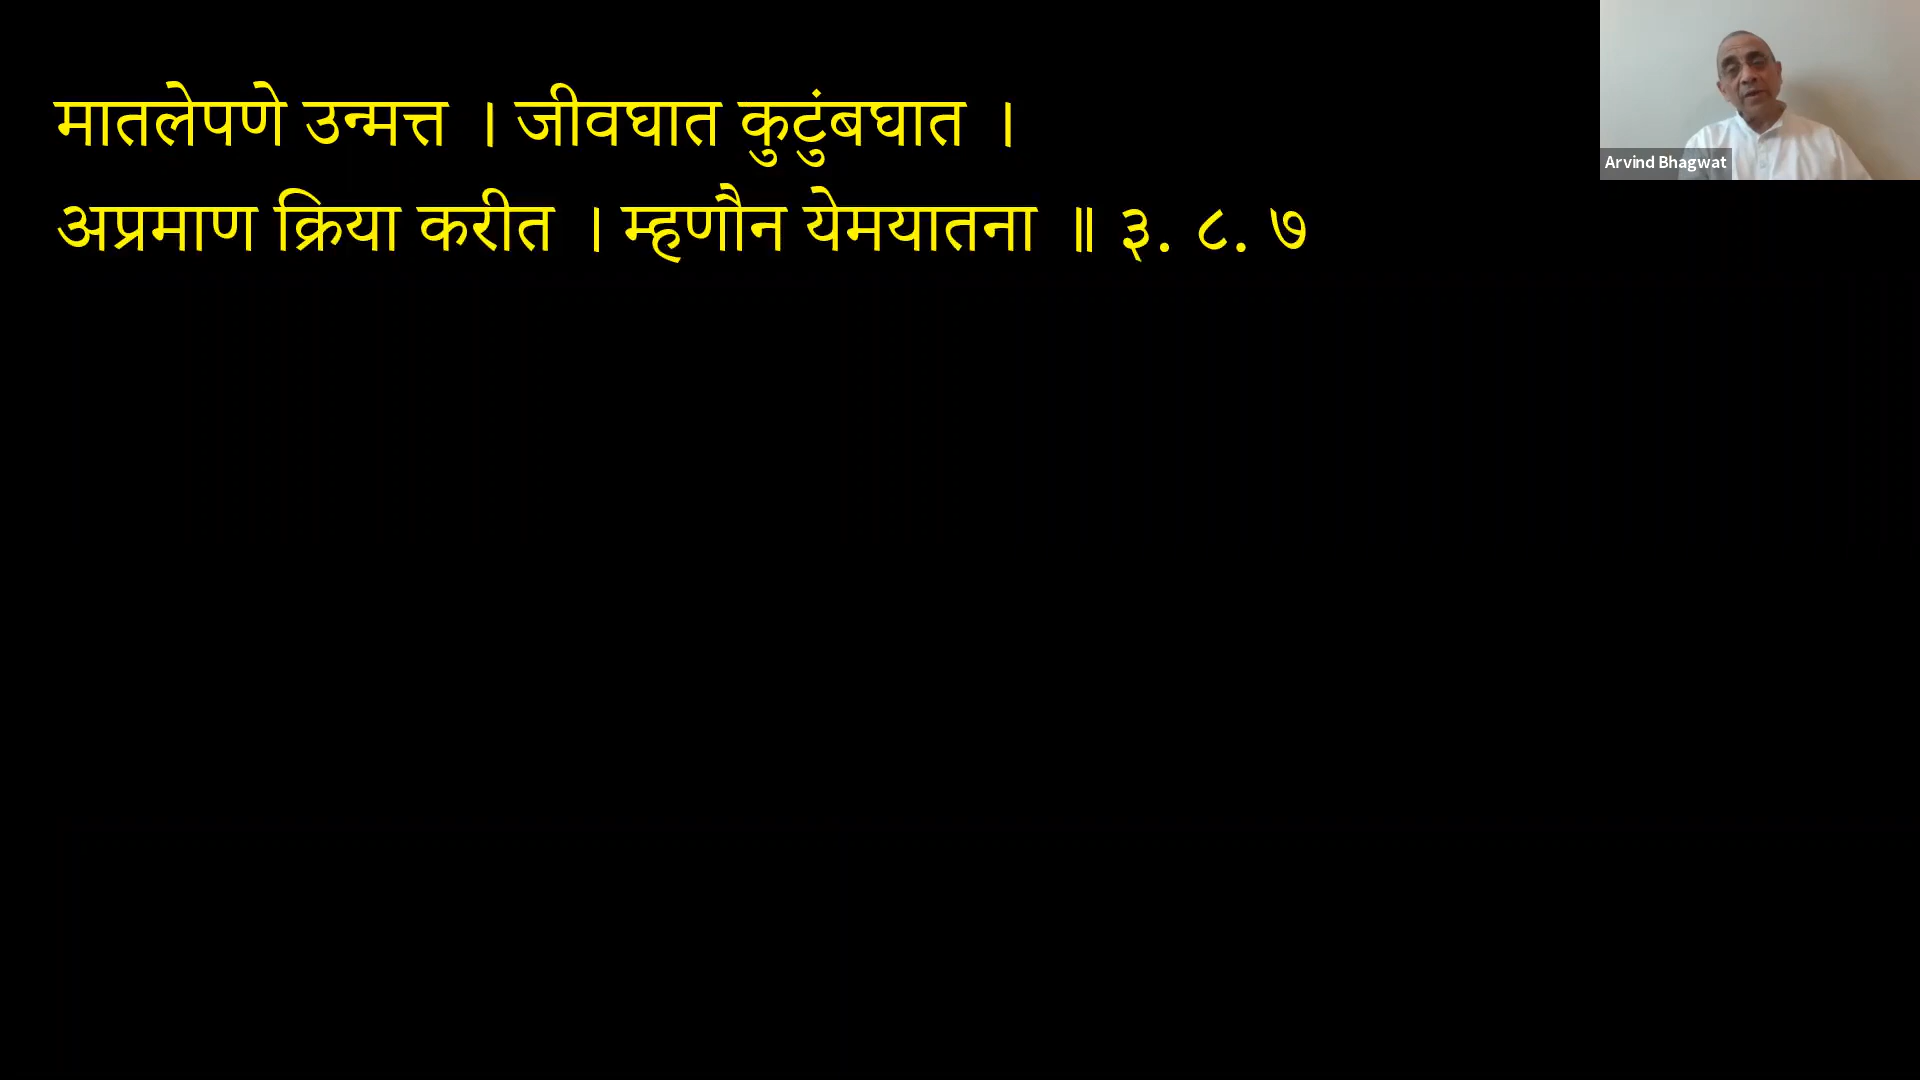 मातलेपणे उन्मत्त । जीवघात कुटुंबघात ।
अप्रमाण क्रिया करीत । म्हणौन येमयातना ॥ ३. ८. ७
Arvind Bhagwat